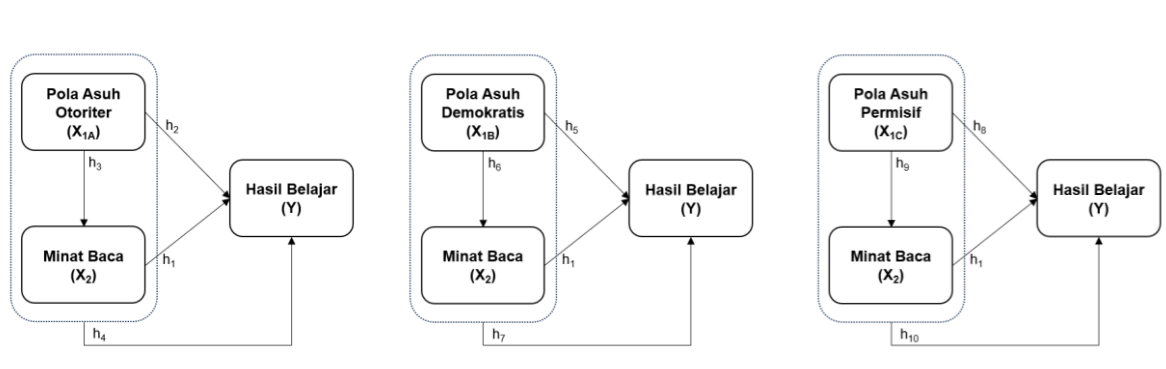 Pola Asuh
Otoriter
(X1A)
h2
h3
Hasil Belajar
(Y)
Minat Baca
(X2)
h1
h4
Pola Asuh
Demokratis
(X1B)
h5
h6
Hasil Belajar
(Y)
Minat Baca
(X2)
h1
h7
Pola Asuh
Permisif
(X1C)
h8
h9
Hasil Belajar
(Y)
Minat Baca
(X2)
h1
h10